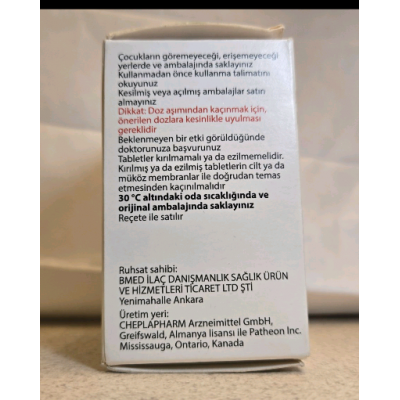 Çocukların göremeyeceği, erişemeyeceği
yerlerde ve ambalajında saklayınız
Kullanmadan önce kullanma talimatını
okuyunuz
Kesilmiş veya açılmış ambalajlar satın
almayınız
Dikkat: Doz aşımından kaçınmak için,
önerilen dozlara kesinlikle uyulması
gereklidir
Beklenmeyen bir etki görüldüğünde
doktorunuza başvurunuz
Tabletler kırılmamalı ya da ezilmemelidir.
Kırılmış ya da ezilmiş tabletlerin cilt ya da
müköz membranlar ile doğrudan temas
etmesinden kaçınılmalıdır
30 °C altındaki oda sıcaklığında ve
orijinal ambalajında saklayınız
Reçete ile satılır
Ruhsat sahibi:
BMED İLAÇ DANIŞMANLIK SAĞLIK ÜRÜN
VE HİZMETLERİ TİCARET LTD ŞTİ
Yenimahalle Ankara
Üretim yeri:
CHEPLAPHARM Arzneimittel GmbH,
Greifswald, Almanya lisansı ile Patheon Inc.
Mississauga, Ontario, Kanada